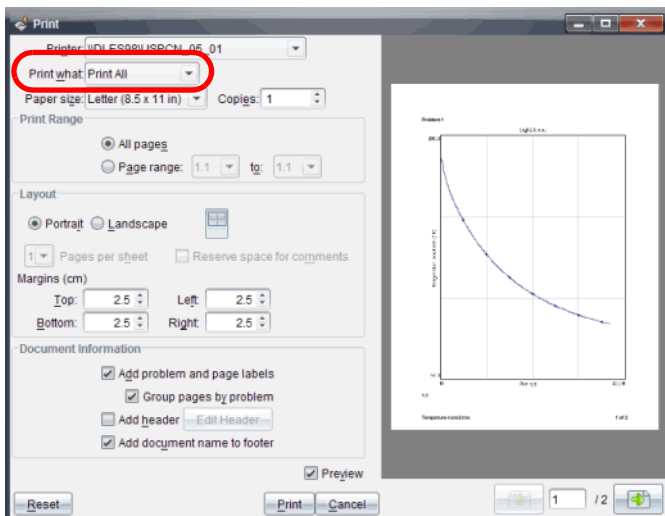 Print
Printer: \\DLES98\USPCN_05_01
Print what: Print All
Paper size: Letter (8.5 x 11 in) Copies: 1
Print Range
All pages
Page range: 1.1 to: 1.1
Layout
Portrait Landscape
1 Pages per sheet Reserve space for comments
Margins (cm)
Top: 2.5 Left: 2.5
Bottom: 2.5 Right: 2.5
Document Information
Add problem and page labels
Group pages by problem
Add header Edit Header
Add document name to footer
Preview
Reset Print Cancel
Problem 1
1 of 2
1 / 2